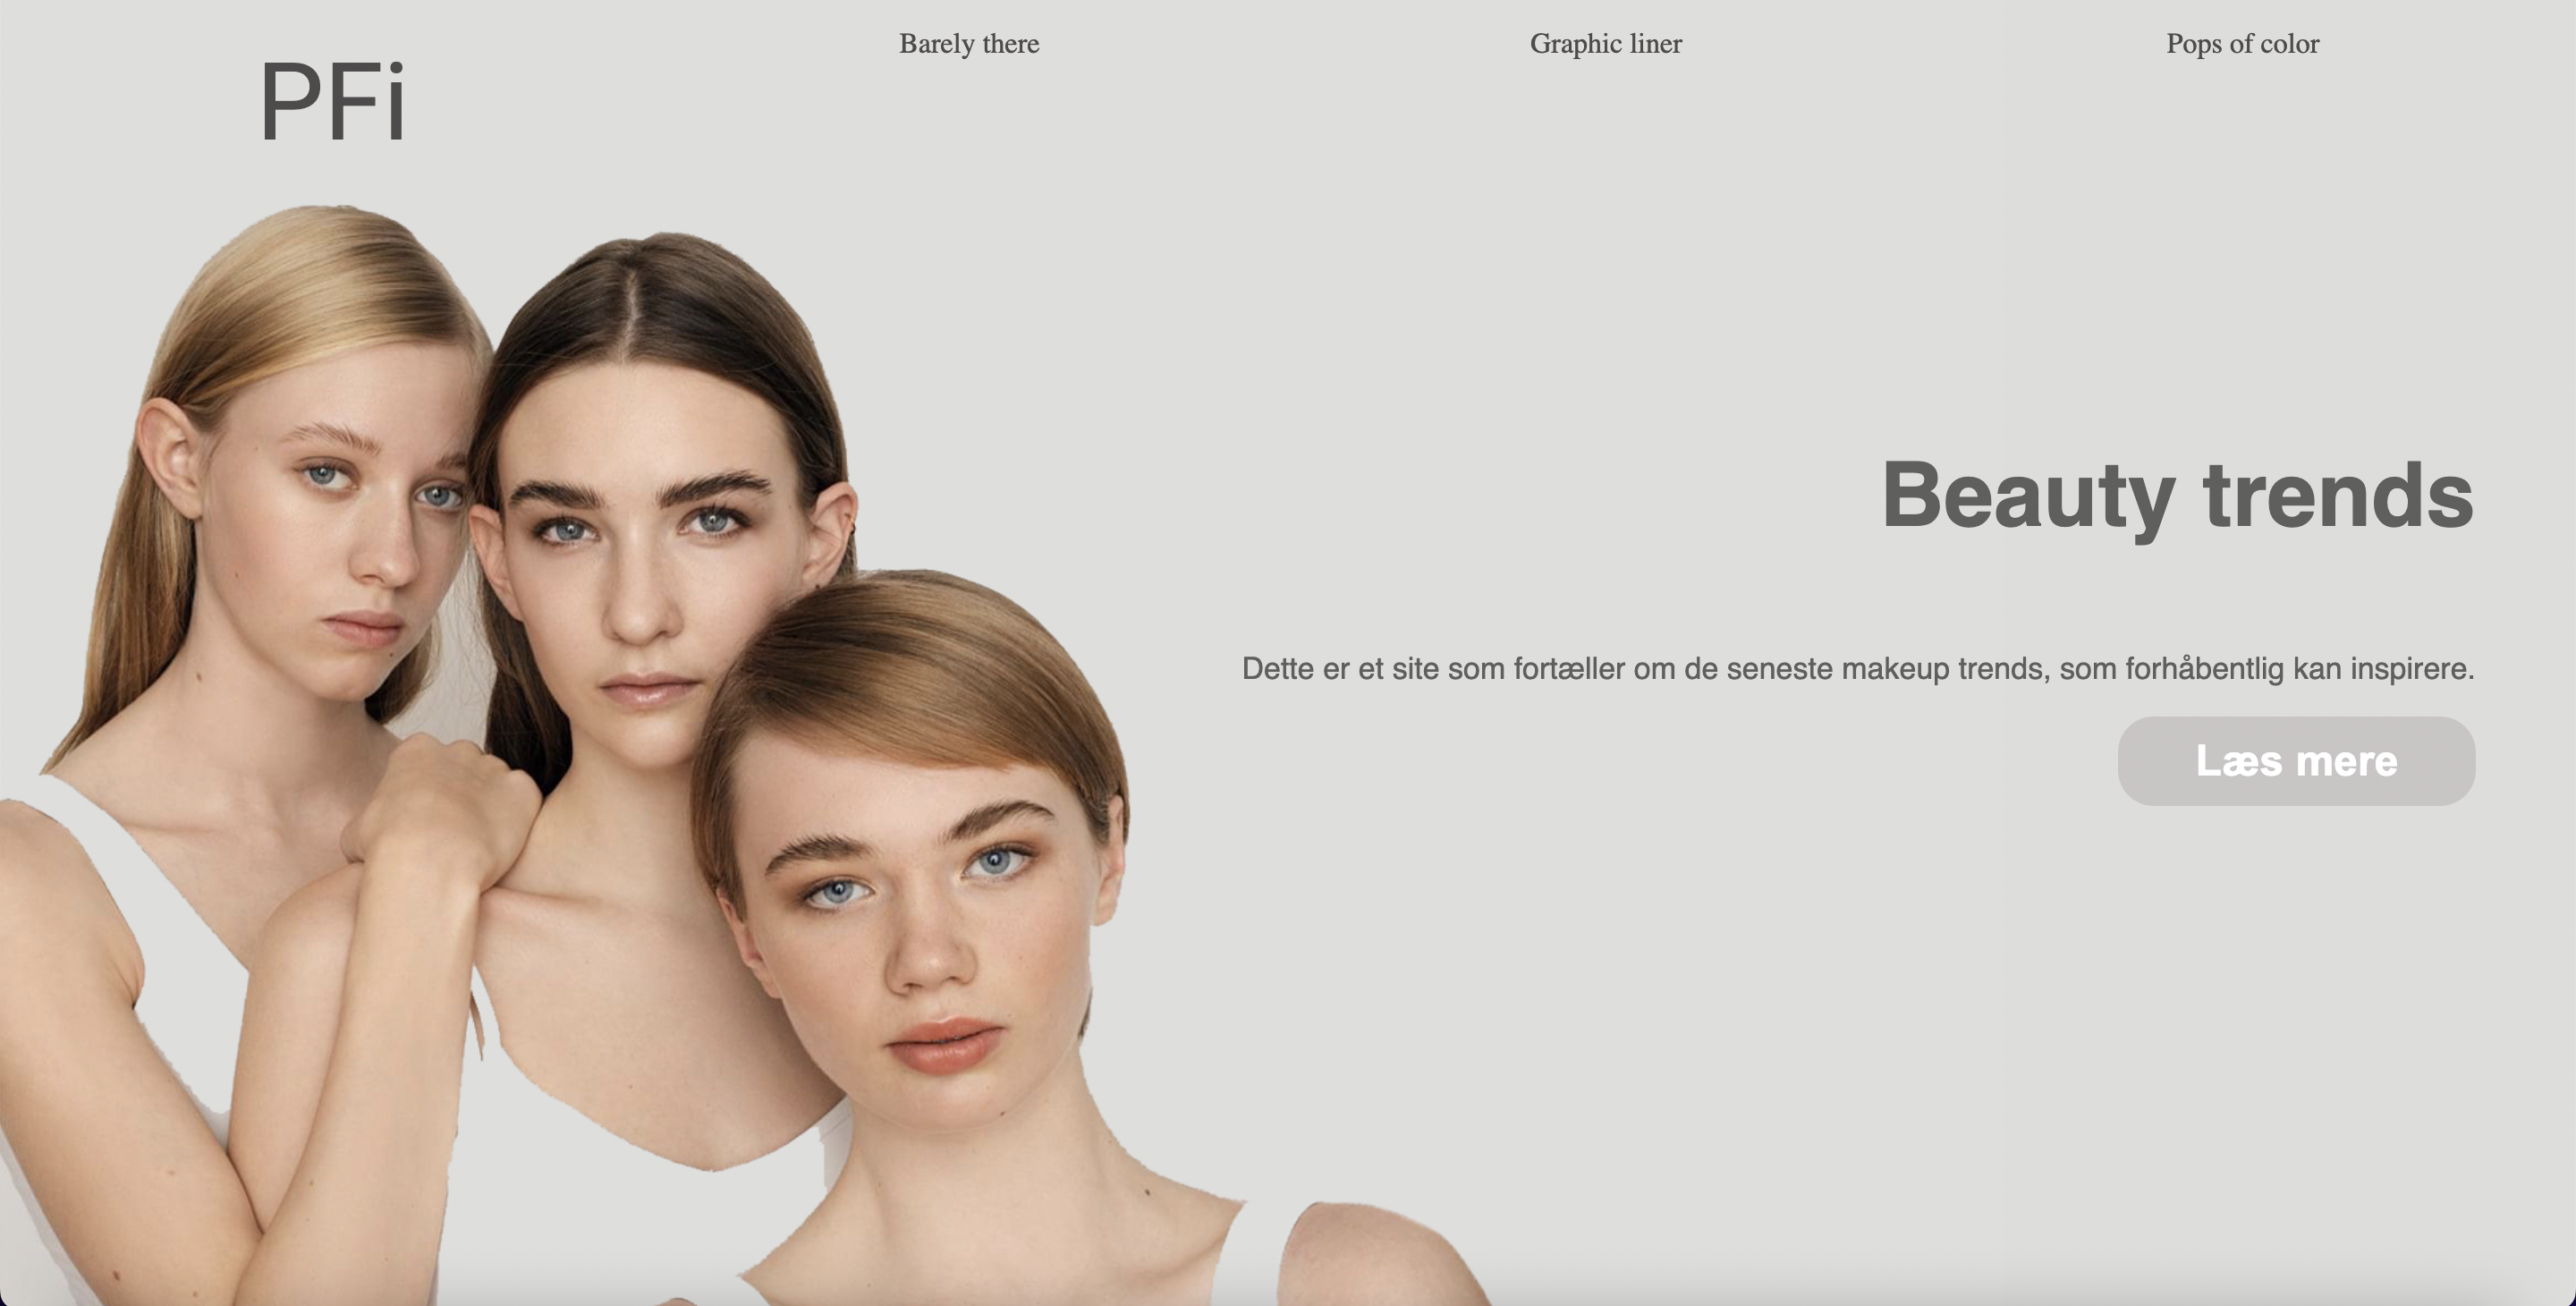 PFi
Barely there
Graphic liner
Pops of color
Beauty trends
Dette er et site som fortæller om de seneste makeup trends, som forhåbentlig kan inspirere.
Læs mere